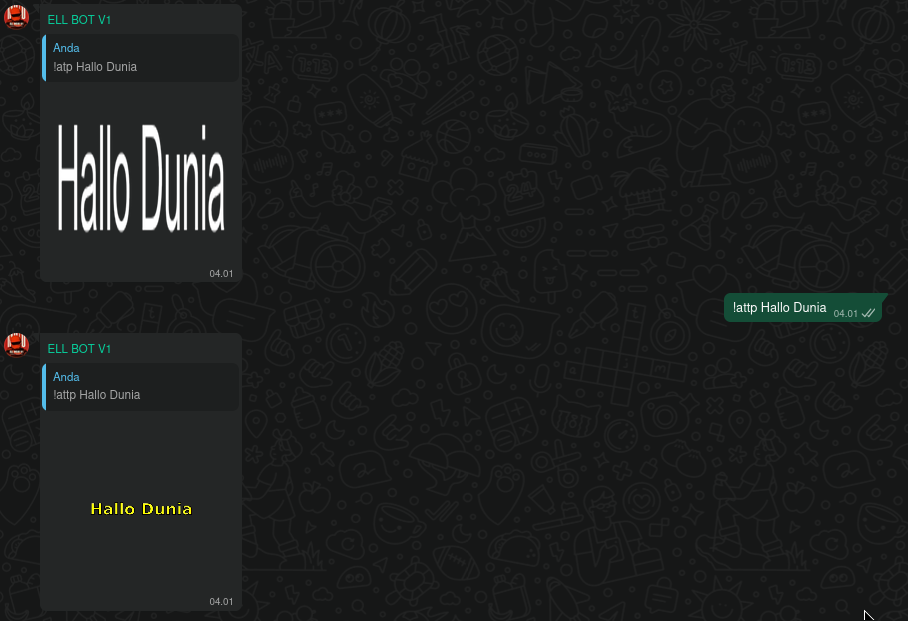 ELL BOT V1
Anda
!atp Hallo Dunia
Hallo Dunia
04.01
!attp Hallo Dunia 04.01
ELL BOT V1
Anda
!attp Hallo Dunia
Hallo Dunia
04.01